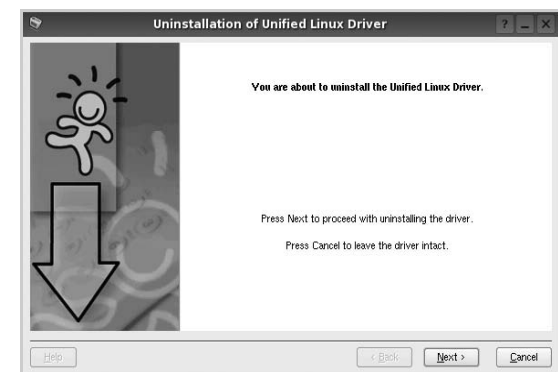 Uninstallation of Unified Linux Driver
You are about to uninstall the Unified Linux Driver.
Press Next to proceed with uninstalling the driver.
Press Cancel to leave the driver intact.
Help
< Back
Next >
Cancel